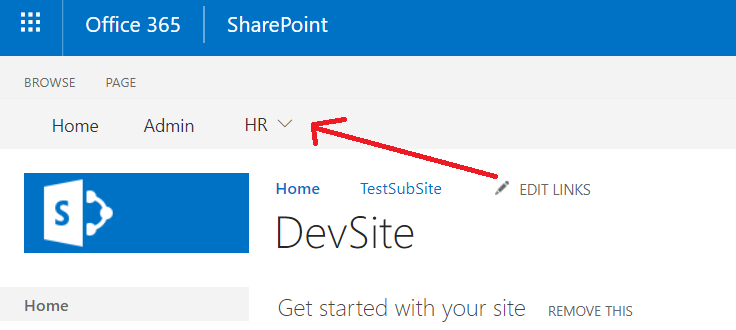 Office 365 SharePoint
BROWSE PAGE
Home Admin HR
S
Home TestSubSite EDIT LINKS
DevSite
Get started with your site REMOVE THIS
Home